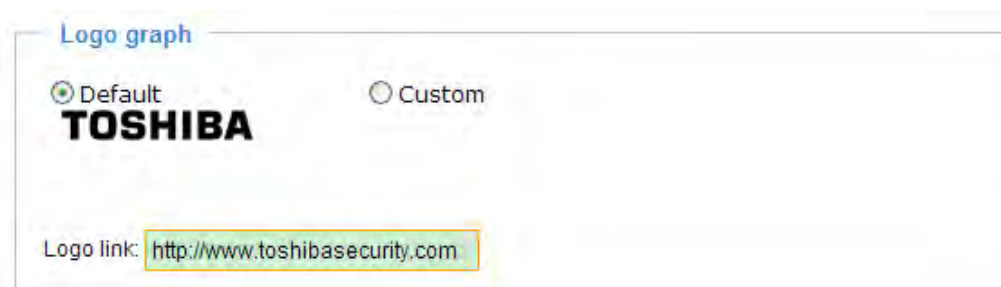 Logo graph
Default Custom
TOSHIBA
Logo link: http://www.toshibasecurity.com